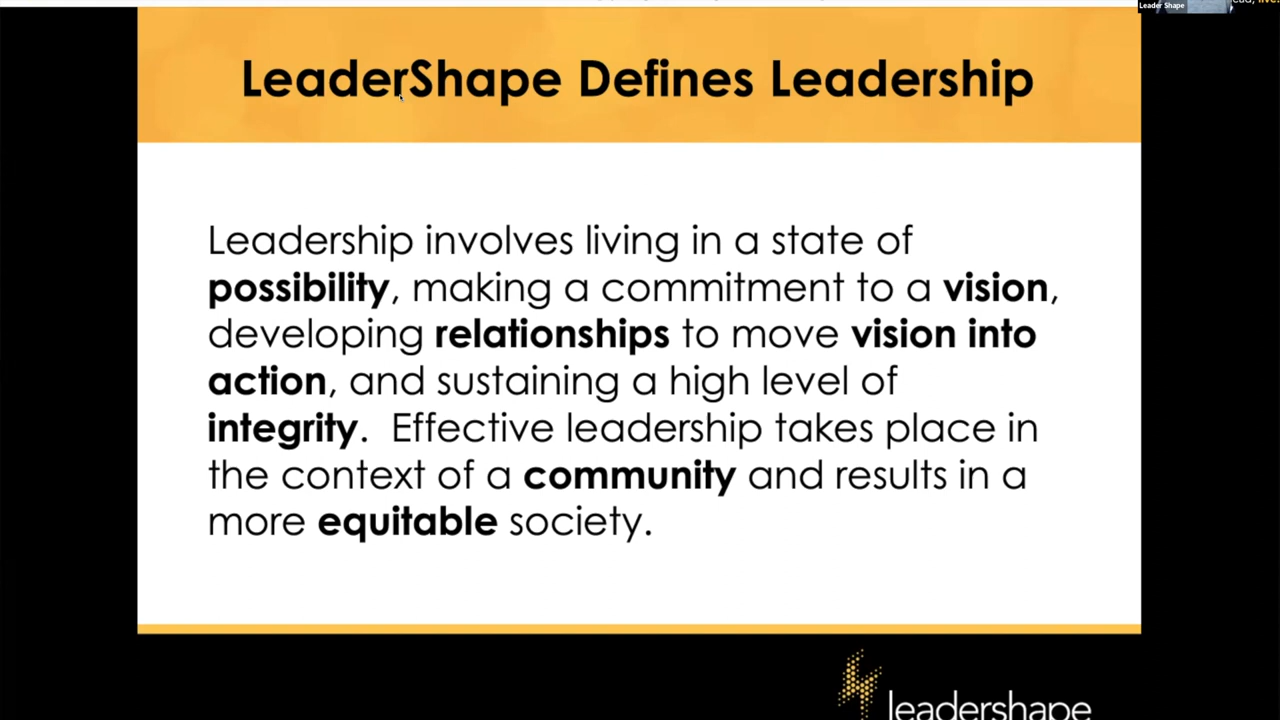 Leader Shape
live!
LeaderShape Defines Leadership
Leadership involves living in a state of
possibility, making a commitment to a vision,
developing relationships to move vision into
action, and sustaining a high level of
integrity.  Effective leadership takes place in
the context of a community and results in a
more equitable society.
leadershape